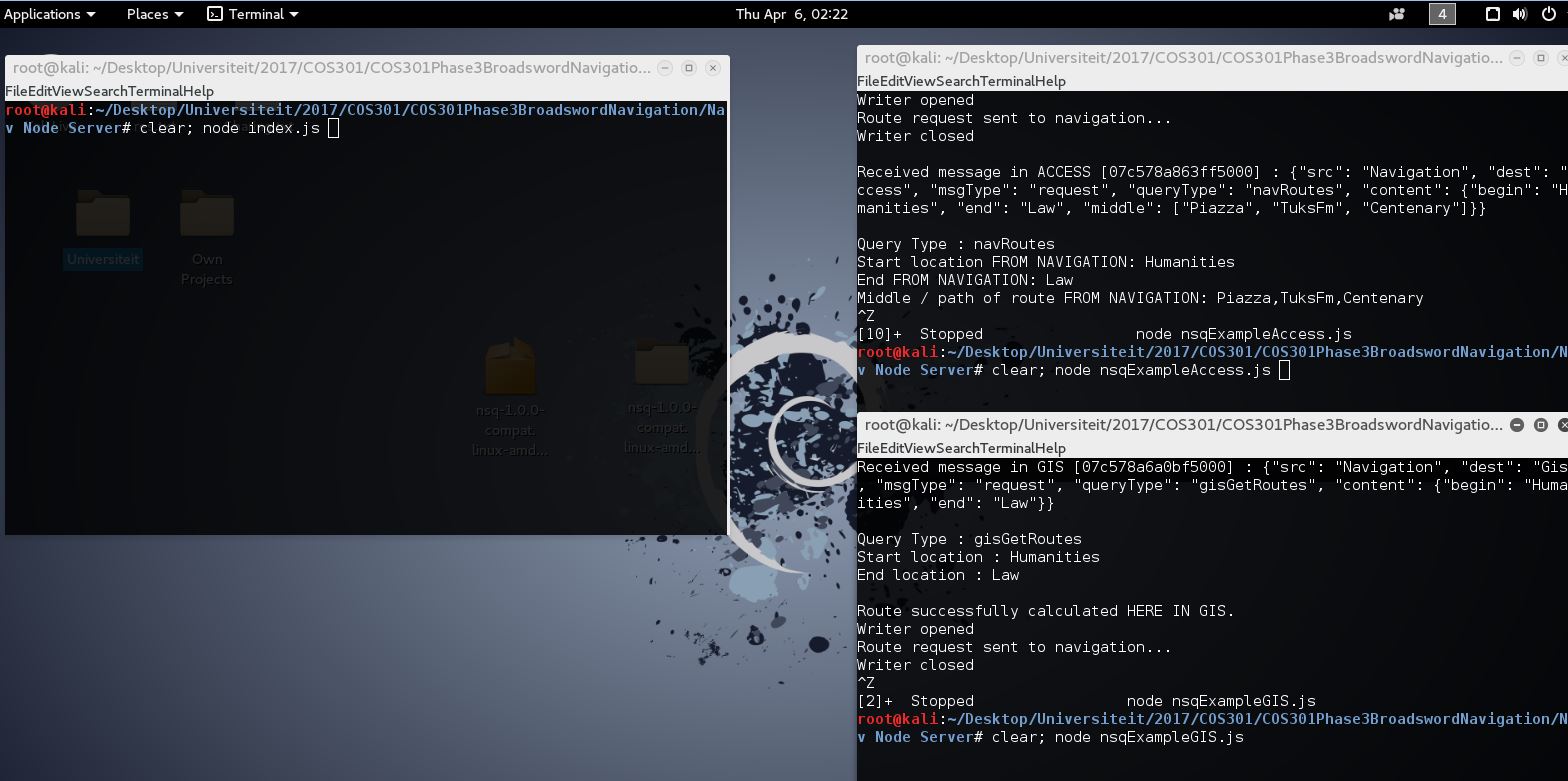 Applications Places Terminal Thu Apr 6, 02:22 4
root@kali: ~/Desktop/Universiteit/2017/COS301/COS301Phase3BroadswordNavigatio...
File Edit View Search Terminal Help
root@kali:~/Desktop/Universiteit/2017/COS301/COS301Phase3BroadswordNavigation/Na
v Node Server# clear; node index.js
Universiteit
Own
Projects
nsq-1.0.0-
compat.
linux-amd...
nsq-1.0.0-
compat.
linux-amd...
root@kali: ~/Desktop/Universiteit/2017/COS301/COS301Phase3BroadswordNavigatio...
File Edit View Search Terminal Help
Writer opened
Route request sent to navigation...
Writer closed
Received message in ACCESS [07c578a863ff5000] : {"src": "Navigation", "dest": "
ccess", "msgType": "request", "queryType": "navRoutes", "content": {"begin": "H
manities", "end": "Law", "middle": ["Piazza", "TuksFm", "Centenary"]}}
Query Type : navRoutes
Start location FROM NAVIGATION: Humanities
End FROM NAVIGATION: Law
Middle / path of route FROM NAVIGATION: Piazza,TuksFm,Centenary
^Z
[10]+  Stopped                 node nsqExampleAccess.js
root@kali:~/Desktop/Universiteit/2017/COS301/COS301Phase3BroadswordNavigation/N
v Node Server# clear; node nsqExampleAccess.js
root@kali: ~/Desktop/Universiteit/2017/COS301/COS301Phase3BroadswordNavigatio...
File Edit View Search Terminal Help
Received message in GIS [07c578a6a0bf5000] : {"src": "Navigation", "dest": "Gis
, "msgType": "request", "queryType": "gisGetRoutes", "content": {"begin": "Huma
ities", "end": "Law"}}
Query Type : gisGetRoutes
Start location : Humanities
End location : Law
Route successfully calculated HERE IN GIS.
Writer opened
Route request sent to navigation...
Writer closed
^Z
[2]+  Stopped                 node nsqExampleGIS.js
root@kali:~/Desktop/Universiteit/2017/COS301/COS301Phase3BroadswordNavigation/N
v Node Server# clear; node nsqExampleGIS.js